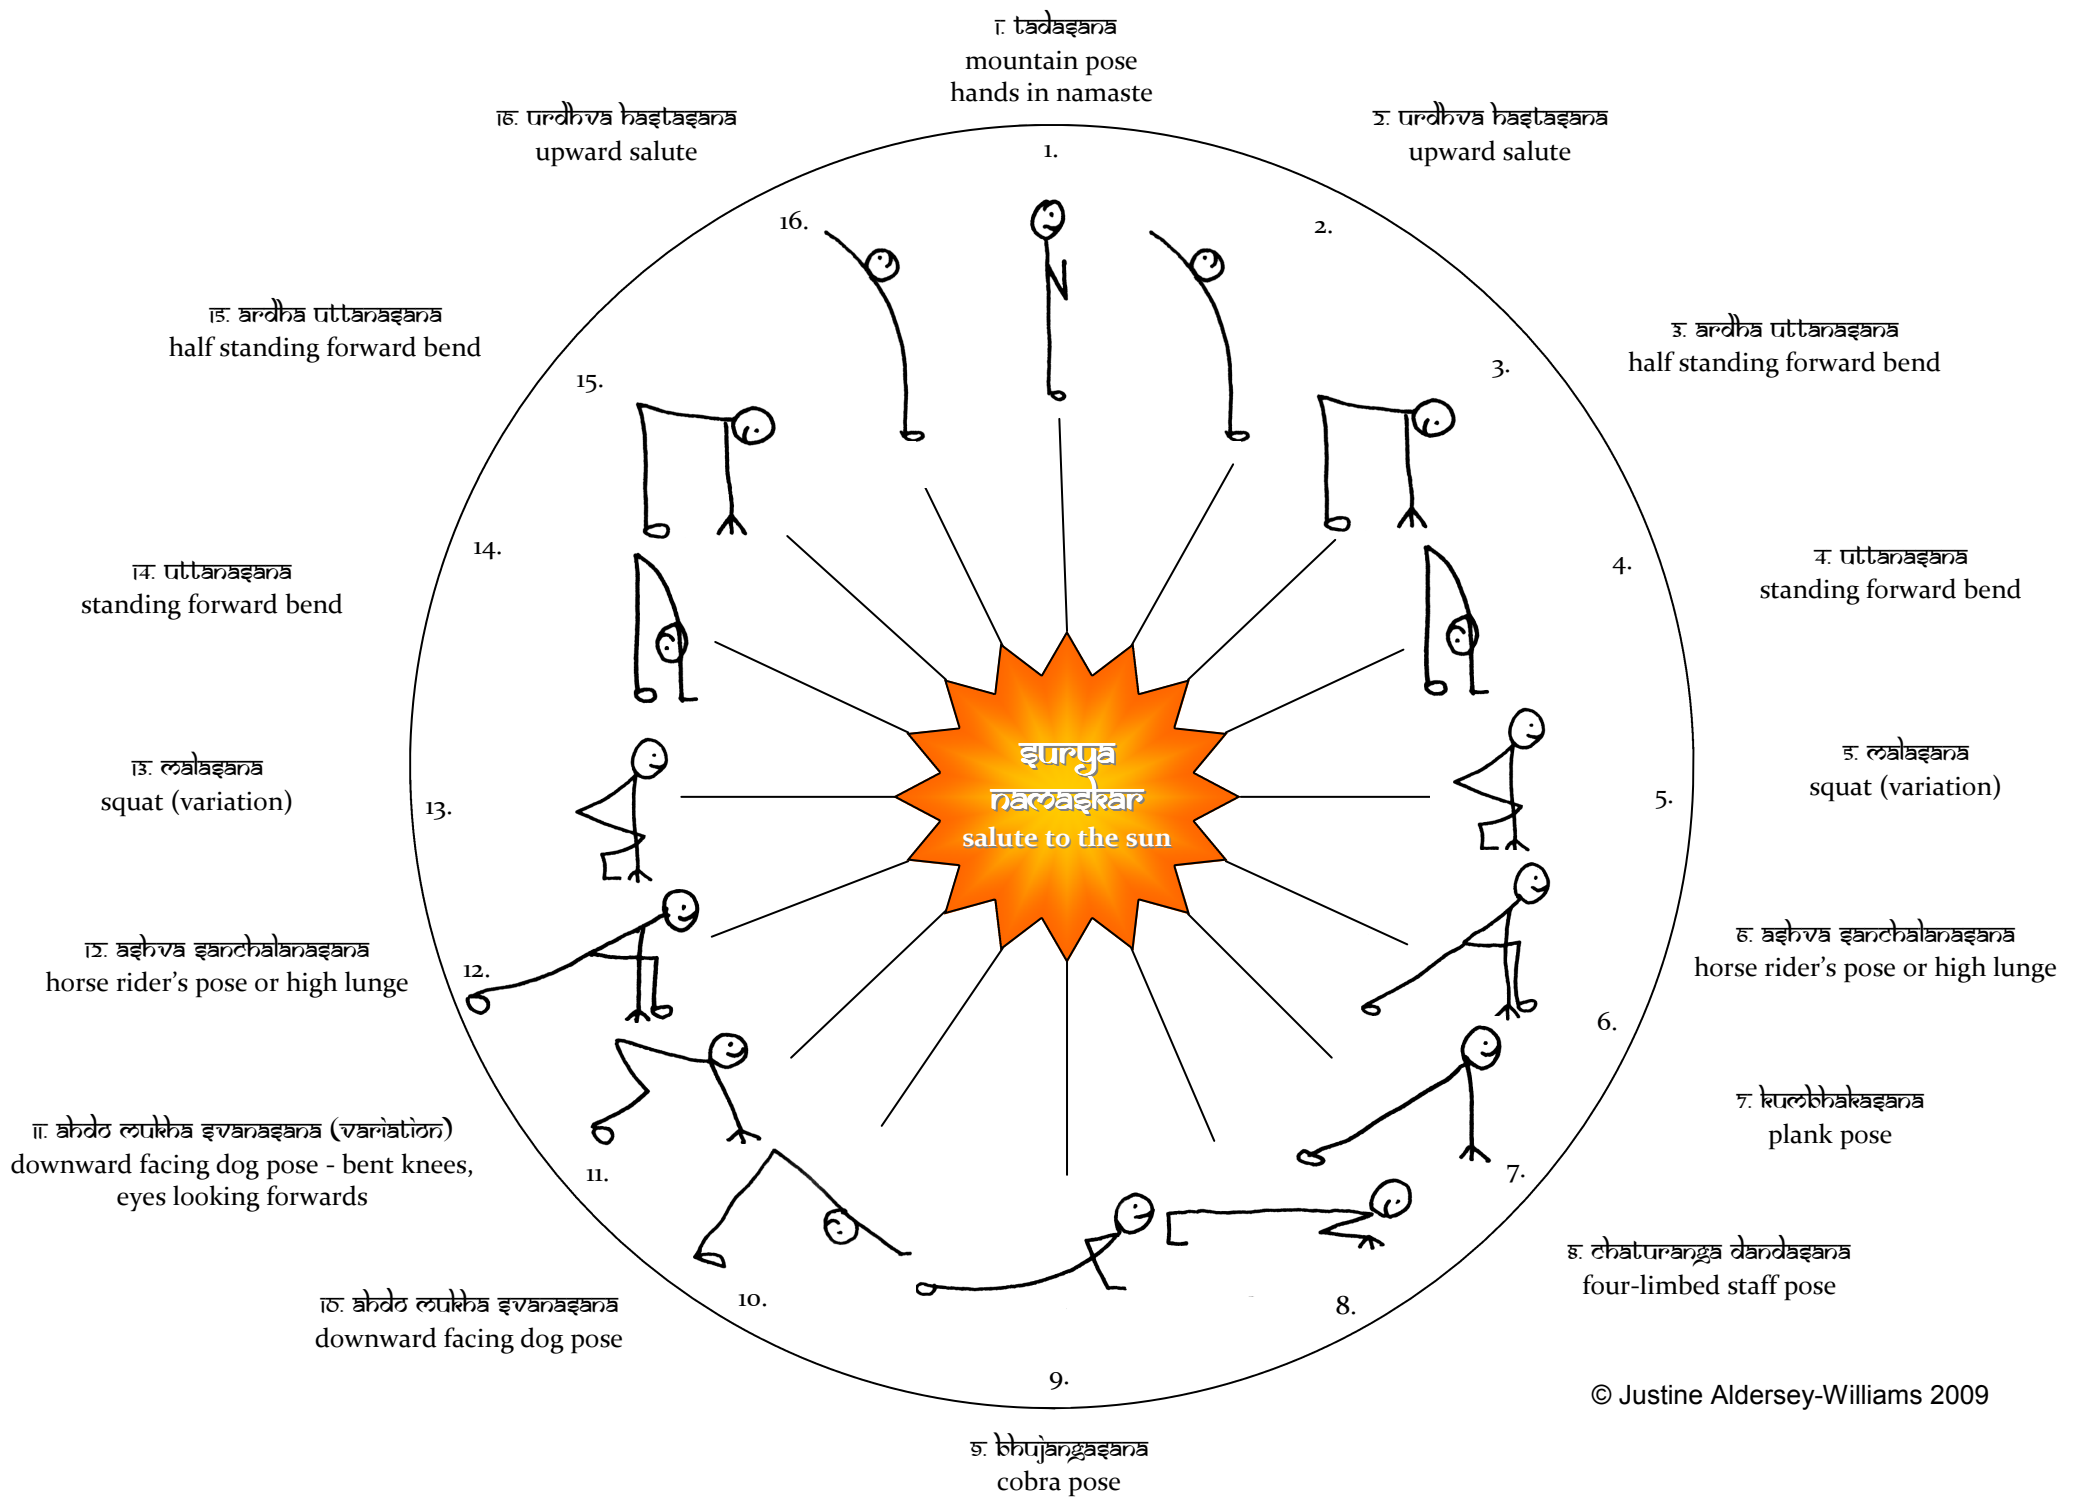 1. tadasana
mountain pose
hands in namaste
1.
2. urdhva hastasana
upward salute
2.
3. ardha uttanasana
half standing forward bend
3.
4. uttanasana
standing forward bend
4.
5. malasana
squat (variation)
5.
6. ashva sanchalanasana
horse rider's pose or high lunge
6.
7. kumbhakasana
plank pose
7.
8. chaturanga dandasana
four-limbed staff pose
8.
9.
9. bhujangasana
cobra pose
10. ahdo mukha svanasana
downward facing dog pose
10.
11. ahdo mukha svanasana (variation)
downward facing dog pose - bent knees,
eyes looking forwards
11.
12. ashva sanchalanasana
horse rider's pose or high lunge
12.
13. malasana
squat (variation)
13.
14. uttanasana
standing forward bend
14.
15. ardha uttanasana
half standing forward bend
15.
16. urdhva hastasana
upward salute
16.
surya
namaskar
salute to the sun
© Justine Aldersey-Williams 2009